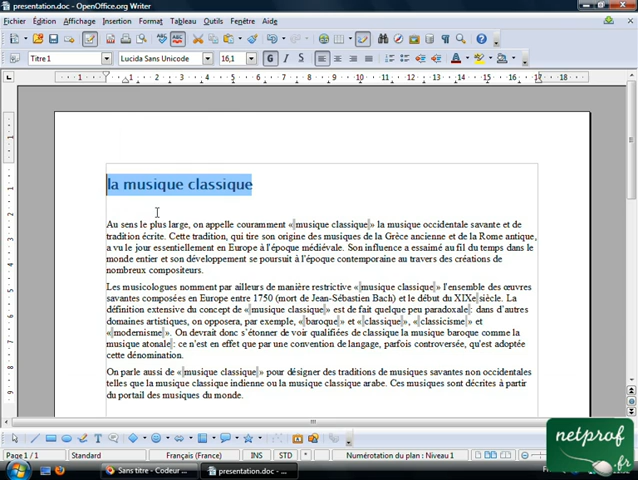 presentation.doc - OpenOffice.org Writer
Fichier Édition Affichage Insertion Format Tableau Outils Fenêtre Aide
Titre 1 Lucida Sans Unicode 16,1 G I S
la musique classique
Au sens le plus large, on appelle couramment « musique classique » la musique occidentale savante et de
tradition écrite. Cette tradition, qui tire son origine des musiques de la Grèce ancienne et de la Rome antique,
a vu le jour essentiellement en Europe à l'époque médiévale. Son influence a essaimé au fil du temps dans le
monde entier et son développement se poursuit à l'époque contemporaine au travers des créations de
nombreux compositeurs.
Les musicologues nomment par ailleurs de manière restrictive « musique classique » l'ensemble des œuvres
savantes composées en Europe entre 1750 (mort de Jean-Sébastien Bach) et le début du XIXe siècle. La
définition extensive du concept de « musique classique » est de fait quelque peu paradoxale : dans d'autres
domaines artistiques, on opposera, par exemple, « baroque » et « classique », « classicisme » et
« modernisme ». On devrait donc s'étonner de voir qualifiées de classique la musique baroque comme la
musique atonale : ce n'est en effet que par une convention de langage, parfois controversée, qu'est adoptée
cette dénomination.
On parle aussi de « musique classique » pour désigner des traditions de musiques savantes non occidentales
telles que la musique classique indienne ou la musique classique arabe. Ces musiques sont décrites à partir
du portail des musiques du monde.
Page 1 / 1 Standard Français (France) INS STD * Numérotation du plan : Niveau 1
Démarrer Sans titre - Codeur ... presentation.doc - ...
netprof
.fr